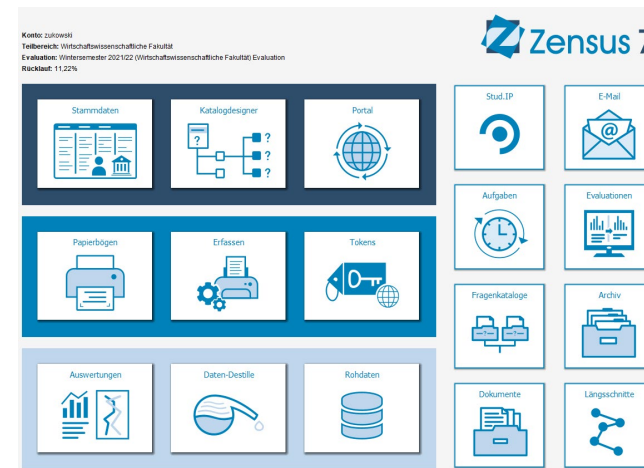 Konto: zukowski
Teilbereich: Wirtschaftswissenschaftliche Fakultät
Evaluation: Wintersemester 2021/22 (Wirtschaftswissenschaftliche Fakultät) Evaluation
Rücklauf: 11,22%
Zensus 7
Stammdaten
Katalogdesigner
Portal
Papierbögen
Erfassen
Tokens
Auswertungen
Daten-Destille
Rohdaten
Stud.IP
E-Mail
Aufgaben
Evaluationen
Fragenkataloge
Archiv
Dokumente
Längsschnitte